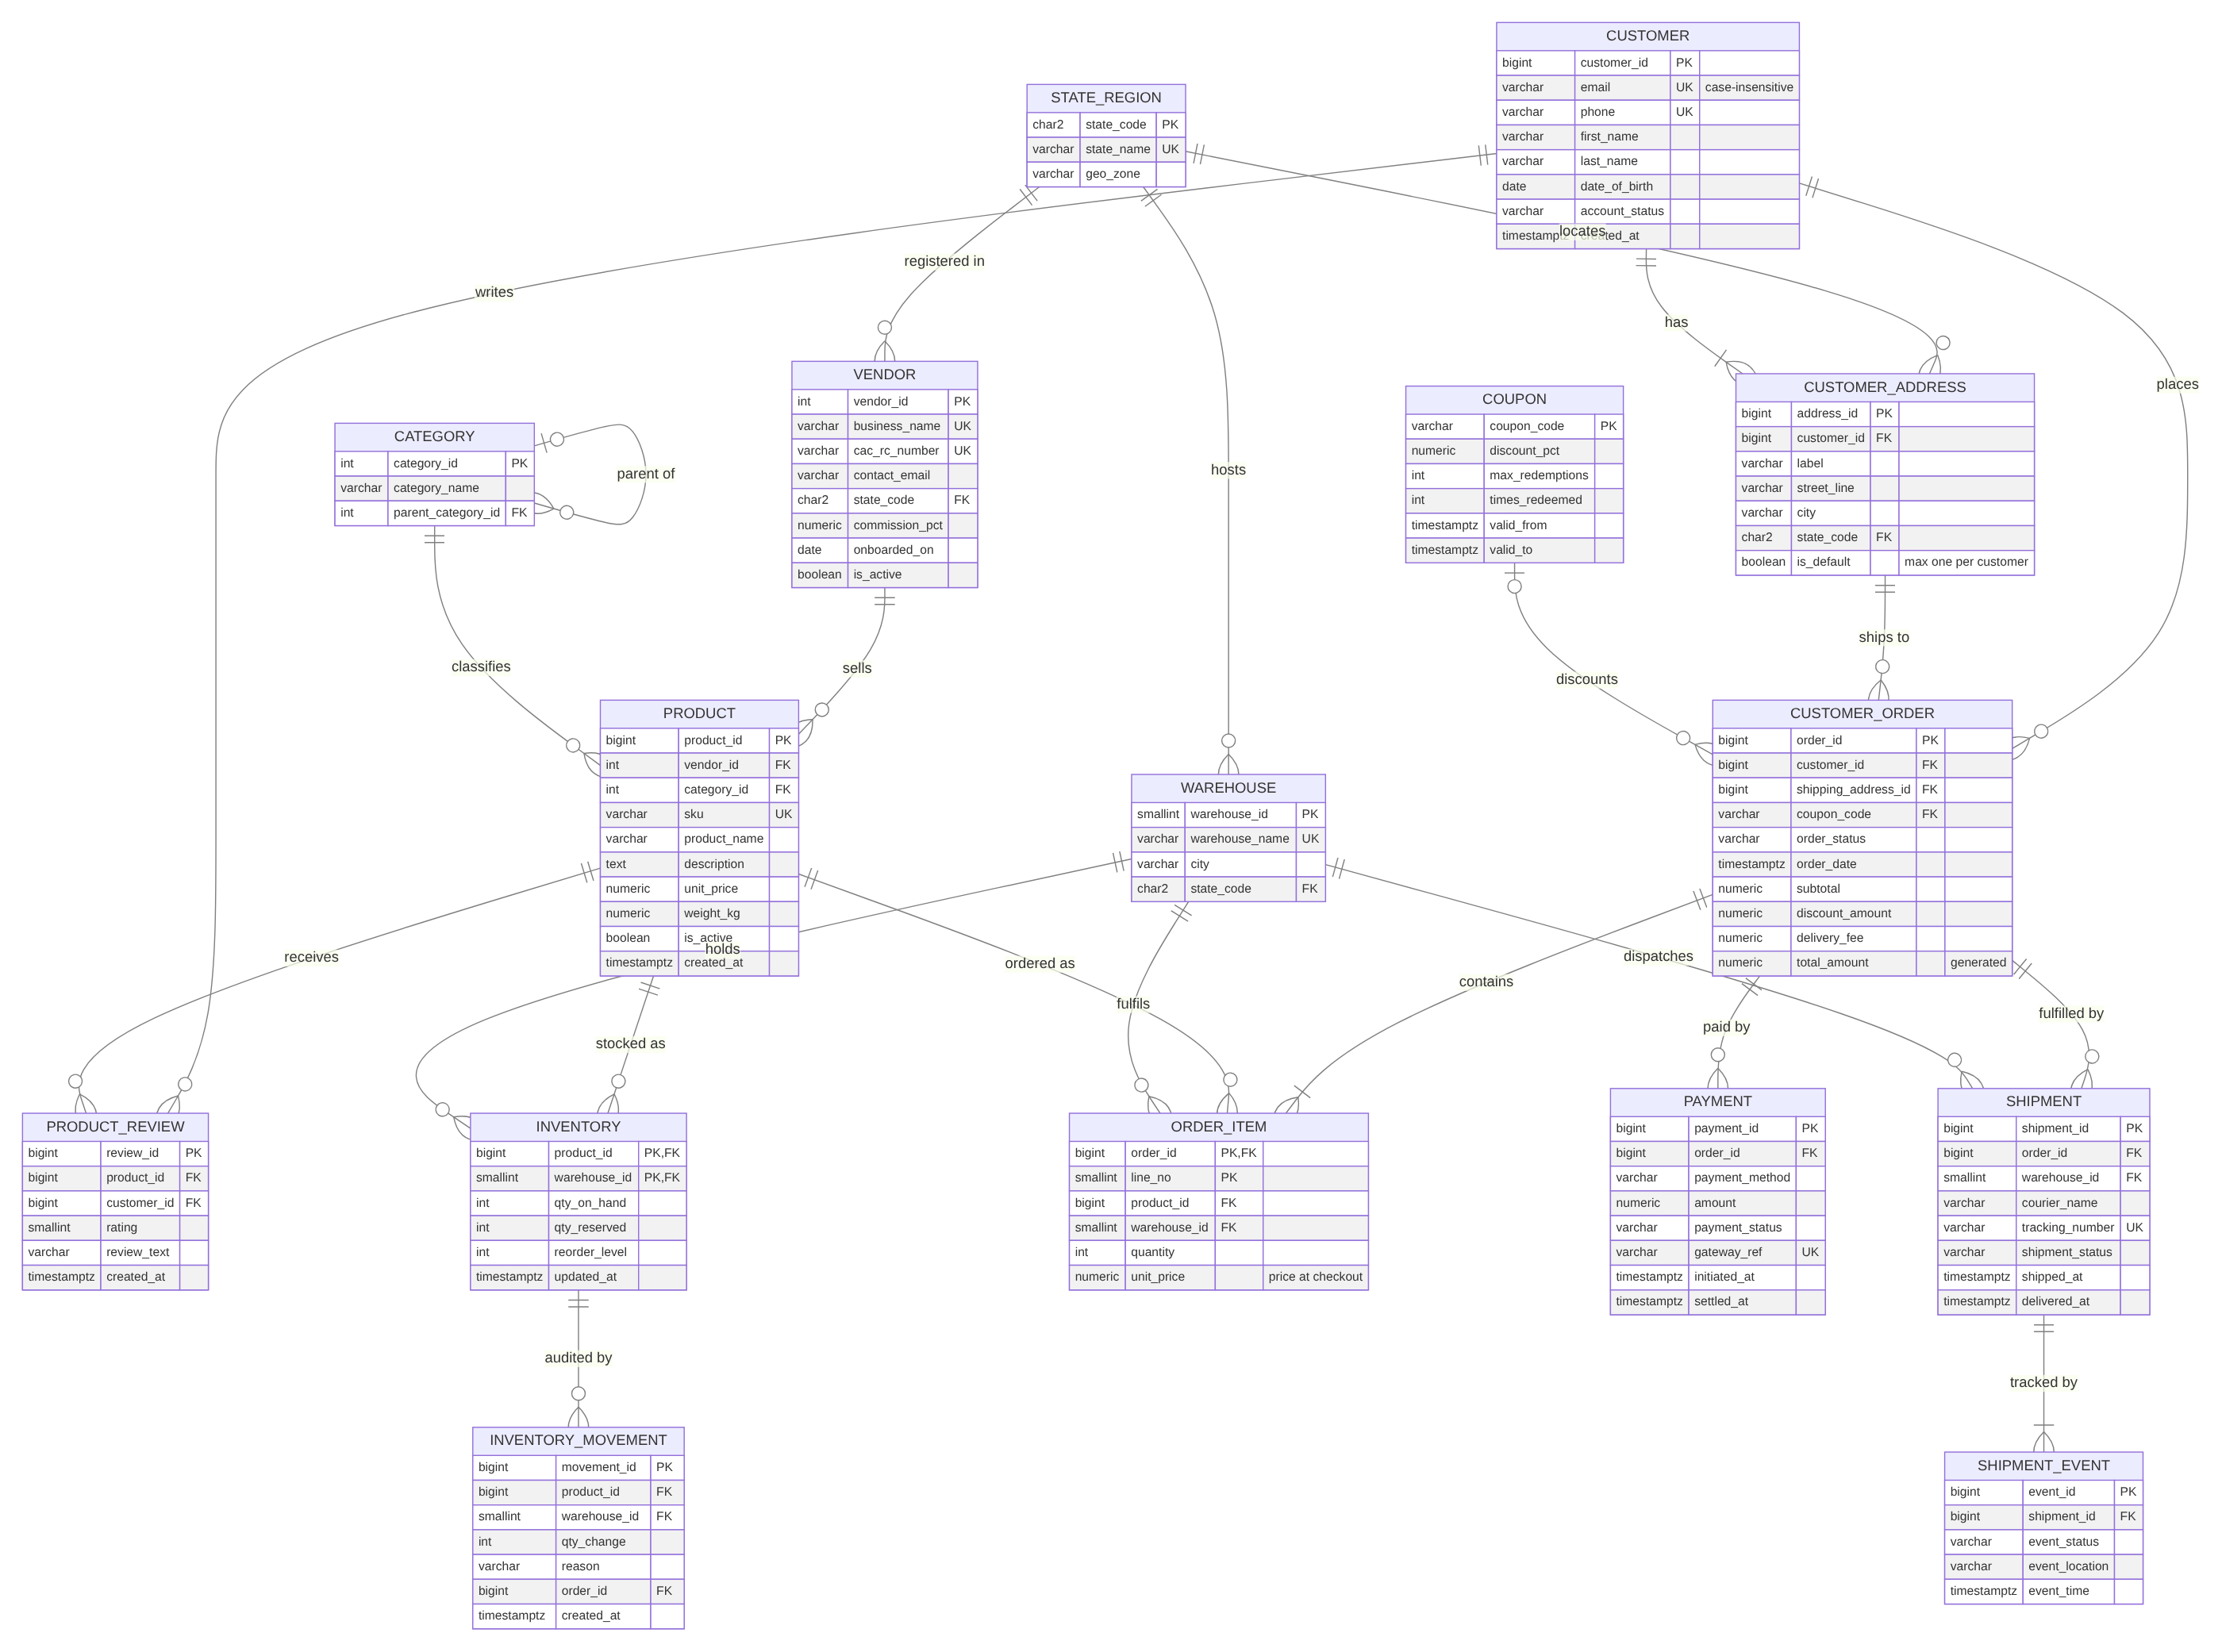 CUSTOMER
bigint customer_id PK
varchar email UK case-insensitive
varchar phone UK
varchar first_name
varchar last_name
date date_of_birth
varchar account_status
timestamptz created_at
STATE_REGION
char2 state_code PK
varchar state_name UK
varchar geo_zone
locates
registered in
writes
has
places
hosts
parent of
VENDOR
int vendor_id PK
varchar business_name UK
varchar cac_rc_number UK
varchar contact_email
char2 state_code FK
numeric commission_pct
date onboarded_on
boolean is_active
CUSTOMER_ADDRESS
bigint address_id PK
bigint customer_id FK
varchar label
varchar street_line
varchar city
char2 state_code FK
boolean is_default max one per customer
COUPON
varchar coupon_code PK
numeric discount_pct
int max_redemptions
int times_redeemed
timestamptz valid_from
timestamptz valid_to
CATEGORY
int category_id PK
varchar category_name
int parent_category_id FK
classifies
sells
discounts
ships to
PRODUCT
bigint product_id PK
int vendor_id FK
int category_id FK
varchar sku UK
varchar product_name
text description
numeric unit_price
numeric weight_kg
boolean is_active
timestamptz created_at
WAREHOUSE
smallint warehouse_id PK
varchar warehouse_name UK
varchar city
char2 state_code FK
CUSTOMER_ORDER
bigint order_id PK
bigint customer_id FK
bigint shipping_address_id FK
varchar coupon_code FK
varchar order_status
timestamptz order_date
numeric subtotal
numeric discount_amount
numeric delivery_fee
numeric total_amount generated
receives
holds
ordered as
dispatches
contains
fulfils
fulfilled by
paid by
stocked as
PRODUCT_REVIEW
bigint review_id PK
bigint product_id FK
bigint customer_id FK
smallint rating
varchar review_text
timestamptz created_at
INVENTORY
bigint product_id PK,FK
smallint warehouse_id PK,FK
int qty_on_hand
int qty_reserved
int reorder_level
timestamptz updated_at
ORDER_ITEM
bigint order_id PK,FK
smallint line_no PK
bigint product_id FK
smallint warehouse_id FK
int quantity
numeric unit_price price at checkout
PAYMENT
bigint payment_id PK
bigint order_id FK
varchar payment_method
numeric amount
varchar payment_status
varchar gateway_ref UK
timestamptz initiated_at
timestamptz settled_at
SHIPMENT
bigint shipment_id PK
bigint order_id FK
smallint warehouse_id FK
varchar courier_name
varchar tracking_number UK
varchar shipment_status
timestamptz shipped_at
timestamptz delivered_at
audited by
tracked by
INVENTORY_MOVEMENT
bigint movement_id PK
bigint product_id FK
smallint warehouse_id FK
int qty_change
varchar reason
bigint order_id FK
timestamptz created_at
SHIPMENT_EVENT
bigint event_id PK
bigint shipment_id FK
varchar event_status
varchar event_location
timestamptz event_time